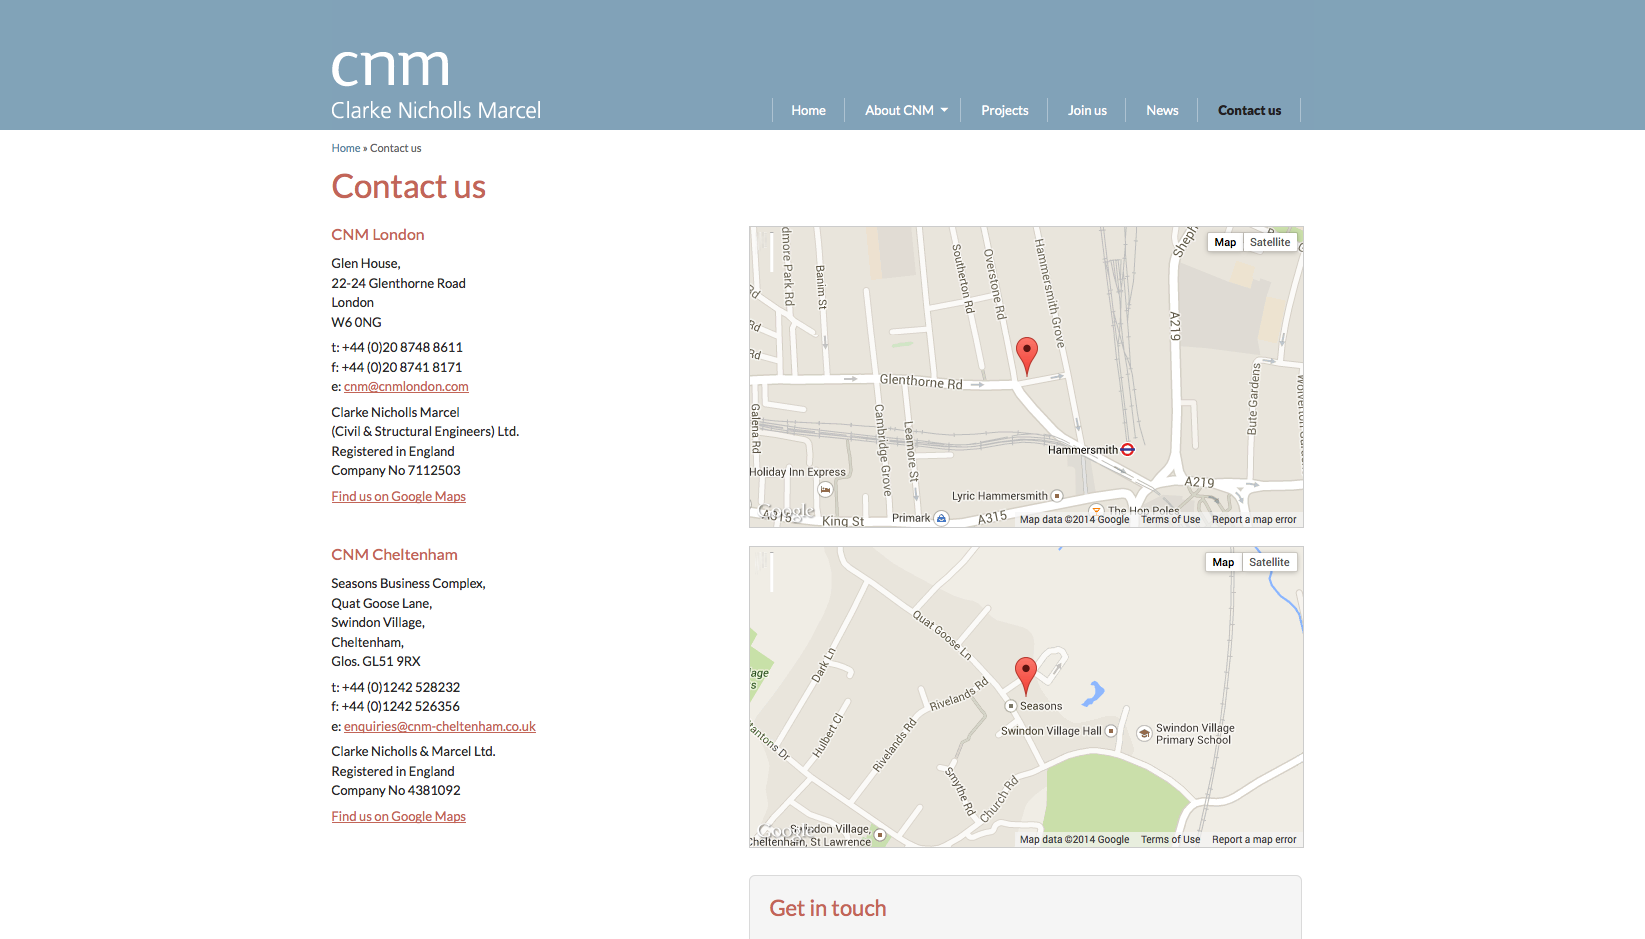 cnm
Clarke Nicholls Marcel
Home
About CNM
Projects
Join us
News
Contact us
Home » Contact us
Contact us
CNM London
Glen House,
22-24 Glenthorne Road
London
W6 0NG
t: +44 (0)20 8748 8611
f: +44 (0)20 8741 8171
e: cnm@cnmlondon.com
Clarke Nicholls Marcel
(Civil & Structural Engineers) Ltd.
Registered in England
Company No 7112503
Find us on Google Maps
Map
Satellite
dmore Park Rd
Banim St
Southerton Rd
Overstone Rd
Hammersmith Grove
Sheph
A219
Rd
Rd
Rd
Glenthorne Rd
Galena Rd
Cambridge Grove
Leamore St
Bute Gardens
Hammersmith
Holiday Inn Express
Lyric Hammersmith
A219
Google
A315
King St
Primark
A315
The Hop Poles
Map data ©2014 Google
Terms of Use
Report a map error
CNM Cheltenham
Seasons Business Complex,
Quat Goose Lane,
Swindon Village,
Cheltenham,
Glos. GL51 9RX
t: +44 (0)1242 528232
f: +44 (0)1242 526356
e: enquiries@cnm-cheltenham.co.uk
Clarke Nicholls & Marcel Ltd.
Registered in England
Company No 4381092
Find us on Google Maps
Map
Satellite
Quat Goose Ln
Dark Ln
lage
s
Rivelands Rd
Seasons
Swindon Village Hall
Swindon Village
Primary School
Hulbert Cl
Rivelands Rd
tantons Dr
Smythe Rd
Church Rd
Google
Swindon Village,
Cheltenham, St Lawrence
Map data ©2014 Google
Terms of Use
Report a map error
Get in touch